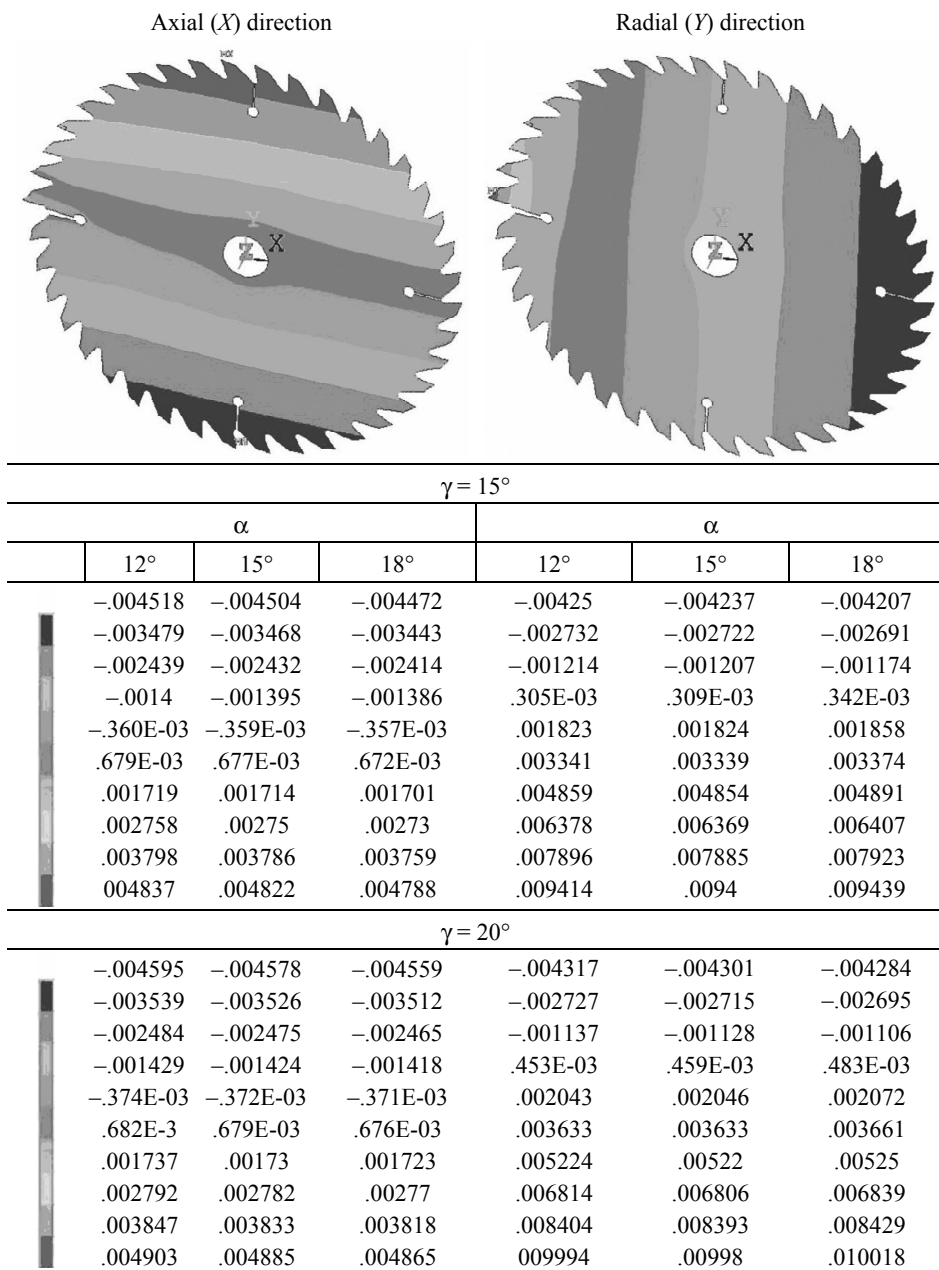 Axial (X) direction Radial (Y) direction
MX
Y
Z X
Y
Z X
γ = 15°
α α
12° 15° 18° 12° 15° 18°
–.004518 –.004504 –.004472 –.00425 –.004237 –.004207
–.003479 –.003468 –.003443 –.002732 –.002722 –.002691
–.002439 –.002432 –.002414 –.001214 –.001207 –.001174
–.0014 –.001395 –.001386 .305E-03 .309E-03 .342E-03
–.360E-03 –.359E-03 –.357E-03 .001823 .001824 .001858
.679E-03 .677E-03 .672E-03 .003341 .003339 .003374
.001719 .001714 .001701 .004859 .004854 .004891
.002758 .00275 .00273 .006378 .006369 .006407
.003798 .003786 .003759 .007896 .007885 .007923
004837 .004822 .004788 .009414 .0094 .009439
γ = 20°
–.004595 –.004578 –.004559 –.004317 –.004301 –.004284
–.003539 –.003526 –.003512 –.002727 –.002715 –.002695
–.002484 –.002475 –.002465 –.001137 –.001128 –.001106
–.001429 –.001424 –.001418 .453E-03 .459E-03 .483E-03
–.374E-03 –.372E-03 –.371E-03 .002043 .002046 .002072
.682E-3 .679E-03 .676E-03 .003633 .003633 .003661
.001737 .00173 .001723 .005224 .00522 .00525
.002792 .002782 .00277 .006814 .006806 .006839
.003847 .003833 .003818 .008404 .008393 .008429
.004903 .004885 .004865 009994 .00998 .010018